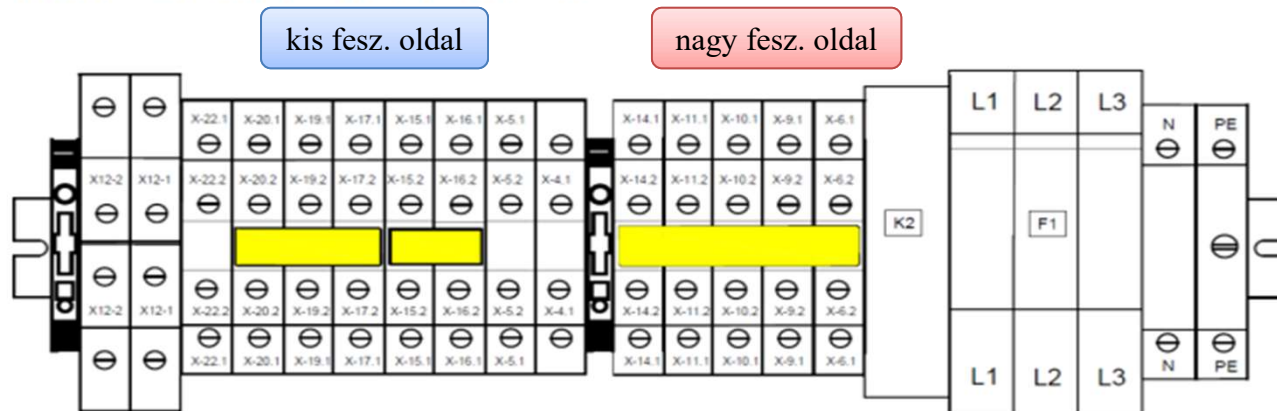 kis fesz. oldal nagy fesz. oldal
L1 L2 L3
X-22.1 X-20.1 X-19.1 X-17.1 X-15.1 X-16.1 X-5.1 X-14.1 X-11.1 X-10.1 X-9.1 X-6.1 N PE
X12-2 X12-1 X-22.2 X-20.2 X-19.2 X-17.2 X-15.2 X-16.2 X-5.2 X-4.1 X-14.2 X-11.2 X-10.2 X-9.2 X-6.2
K2 F1
X12-2 X12-1 X-22.2 X-20.2 X-19.2 X-17.2 X-15.2 X-16.2 X-5.2 X-4.1 X-14.2 X-11.2 X-10.2 X-9.2 X-6.2
X-22.1 X-20.1 X-19.1 X-17.1 X-15.1 X-16.1 X-5.1 X-14.1 X-11.1 X-10.1 X-9.1 X-6.1 N PE
L1 L2 L3